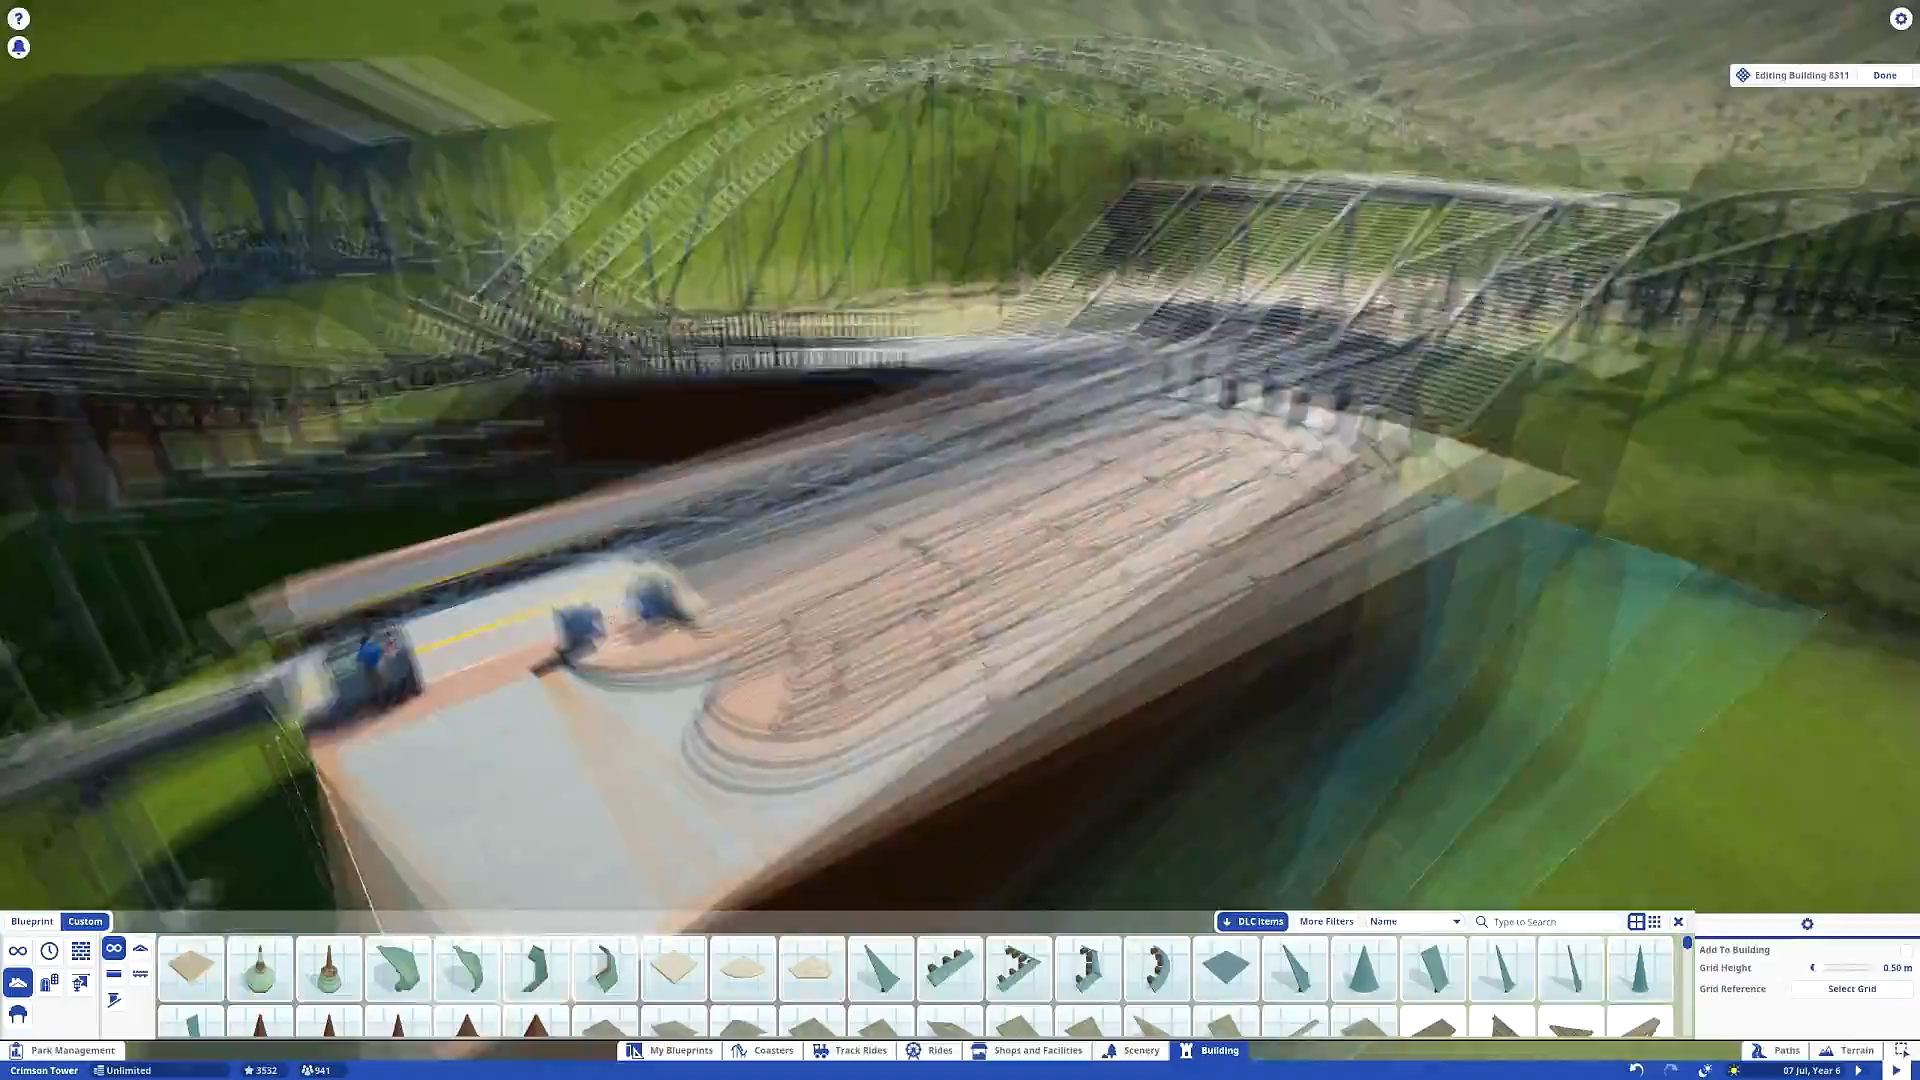 ?
Editing Building 8311 Done
Blueprint Custom
DLC Items More Filters Name Type to Search
Add To Building
Grid Height 0.50 m
Grid Reference Select Grid
Park Management My Blueprints Coasters Track Rides Rides Shops and Facilities Scenery Building Paths Terrain
Crimson Tower Unlimited 3532 941 07 Jul, Year 6